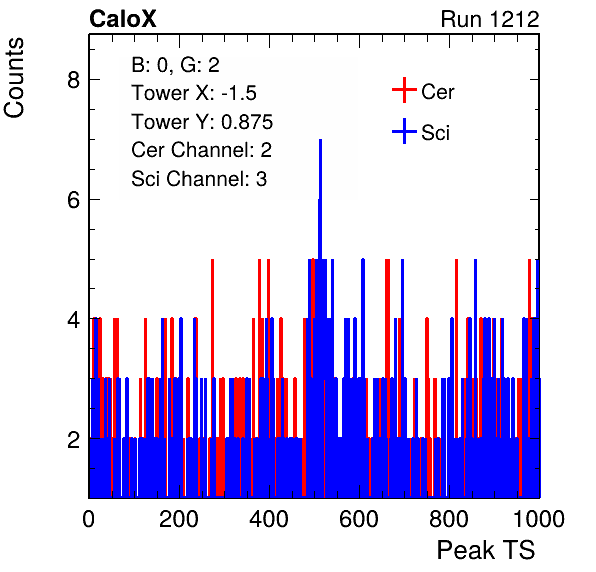 CaloX Run 1212
Counts
B: 0, G: 2
Tower X: -1.5
Tower Y: 0.875
Cer Channel: 2
Sci Channel: 3
Cer
Sci
8
6
4
2
0 200 400 600 800 1000
Peak TS